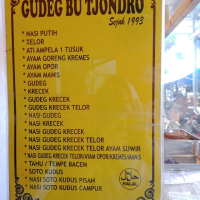 GUDEG BU TJONDRO
Sejak 1993
* NASI PUTIH
* TELOR
* ATI AMPELA 1 TUSUK
* AYAM GORENG KREMES
* AYAM OPOR
* AYAM MANIS
* GUDEG
* KRECEK
* GUDEG KRECEK
* GUDEG KRECEK TELOR
* NASI GUDEG
* NASI KRECEK
* NASI GUDEG KRECEK
* NASI GUDEG KRECEK TELOR
* NASI GUDEG KRECEK TELOR AYAM SUWIR
* NASI GUDEG KRECEK TELOR/AYAM OPOR/KREMES/MANIS
* TAHU / TEMPE BACEM
* SOTO KUDUS
* NASI SOTO KUDUS PISAH
* NASI SOTO KUDUS CAMPUR
حلال
HALAL